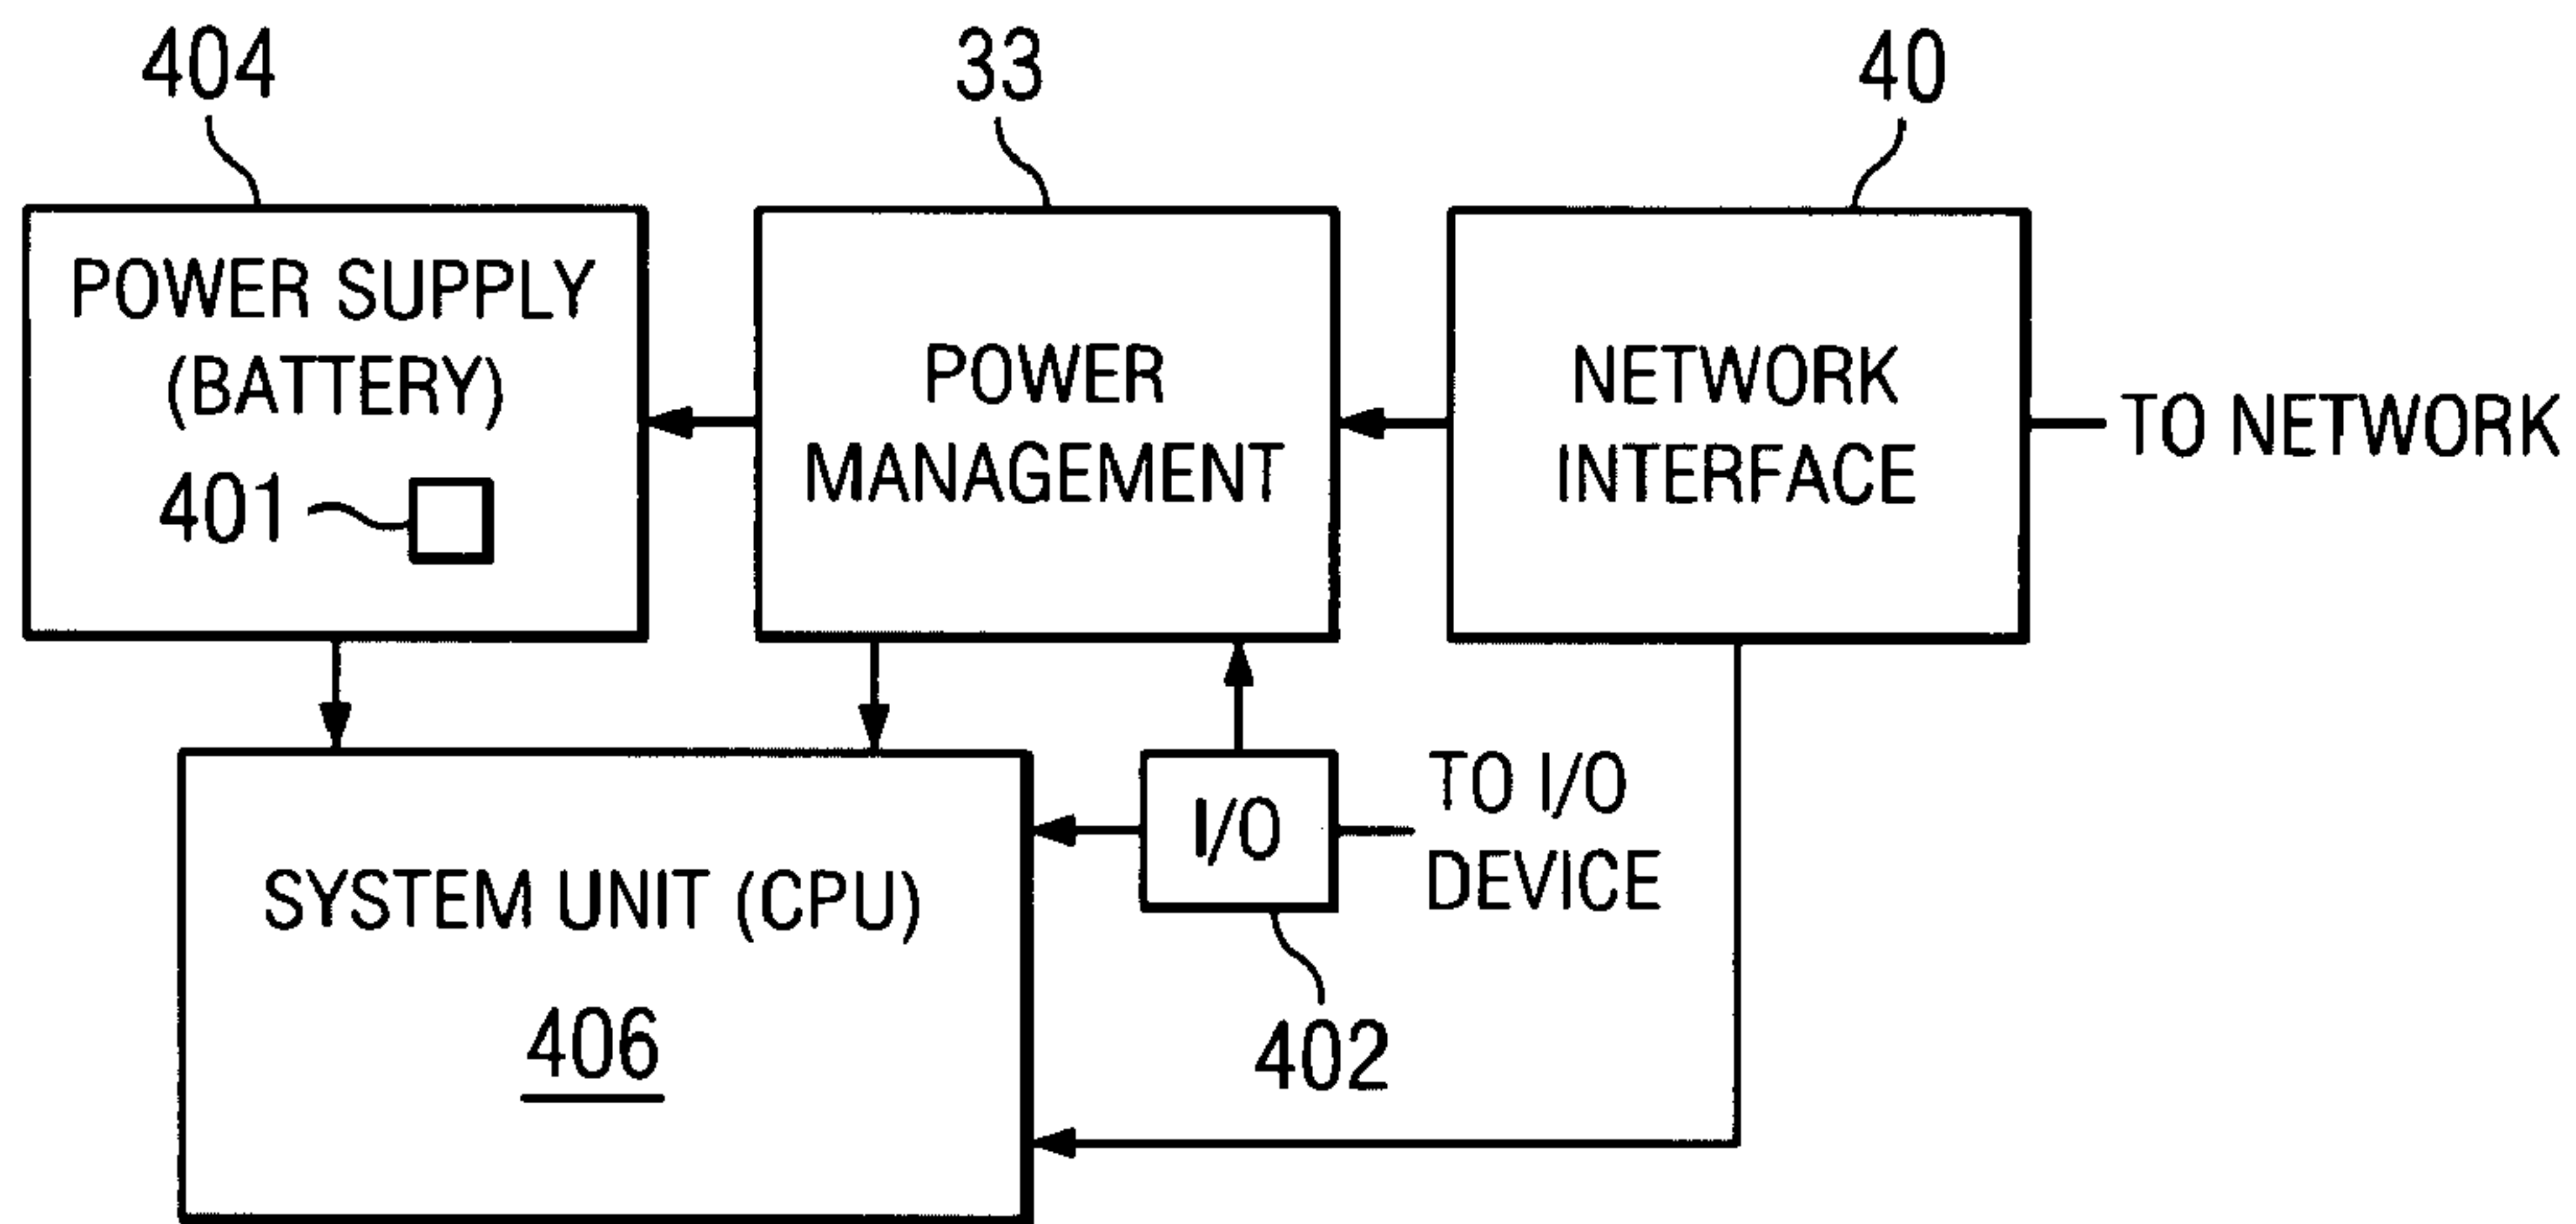 404
33
40
POWER SUPPLY
(BATTERY)
401
POWER
MANAGEMENT
NETWORK
INTERFACE
TO NETWORK
SYSTEM UNIT (CPU)
406
I/O
TO I/O
DEVICE
402